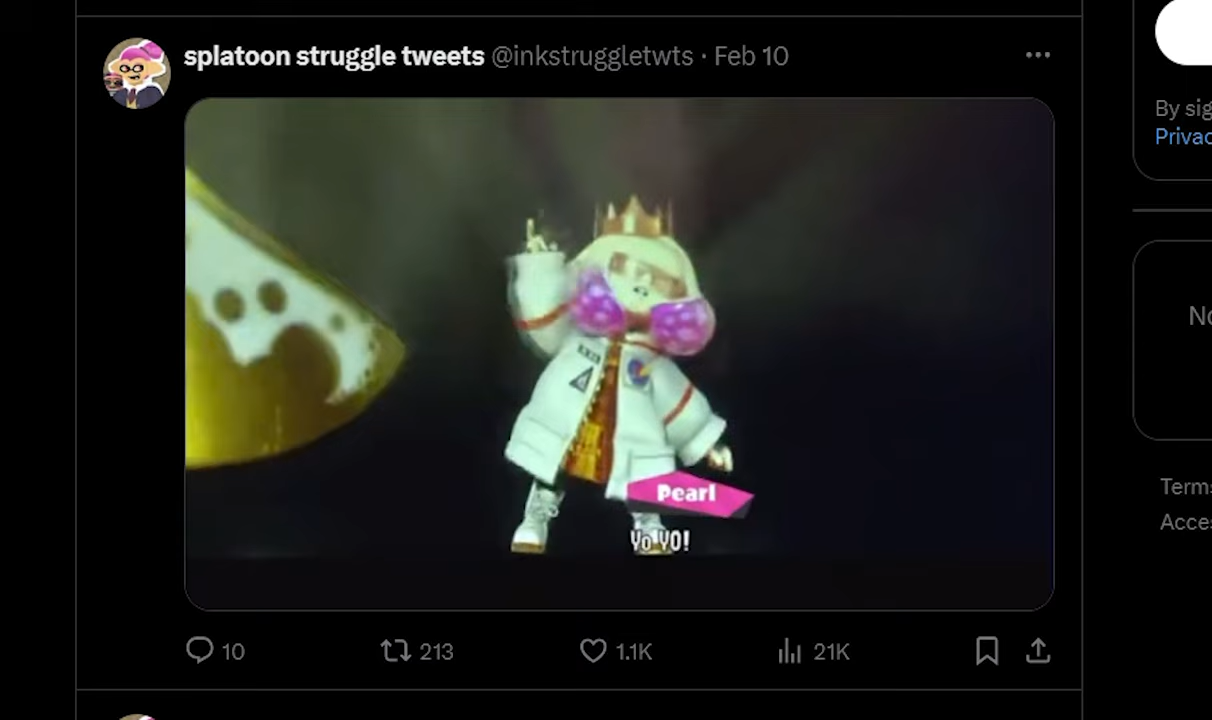 splatoon struggle tweets @inkstruggletwts · Feb 10
By sig
Privac
Pearl
Yo YO!
No
Terms
Acces
10 213 1.1K 21K